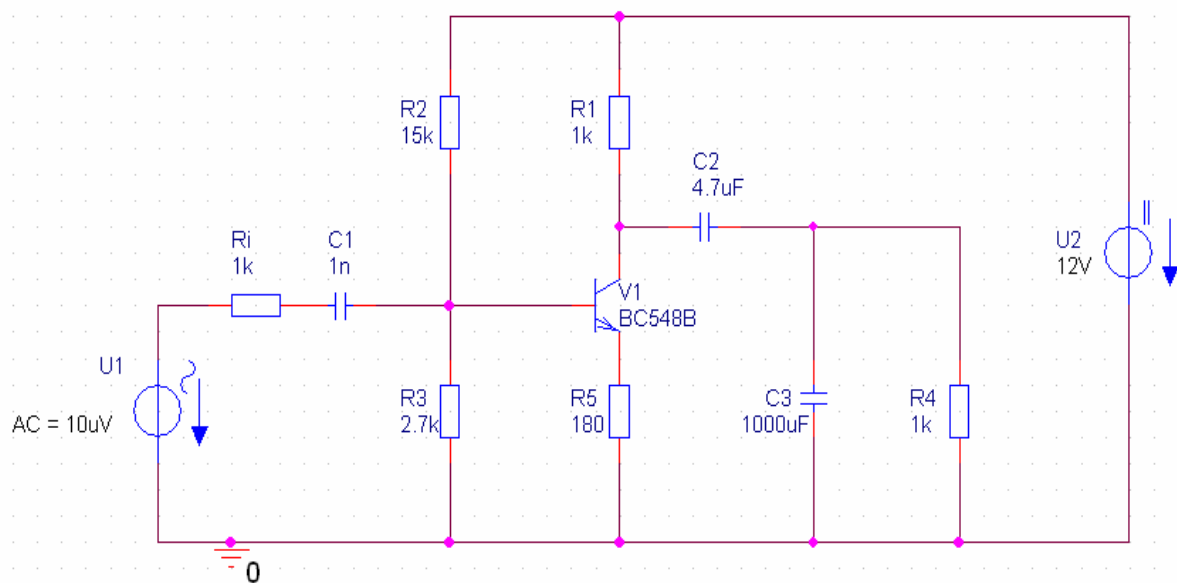 R2
15k
R1
1k
C2
4.7uF
Ri
1k
C1
1n
U2
12V
V1
BC548B
U1
AC = 10uV
R3
2.7k
R5
180
C3
1000uF
R4
1k
0